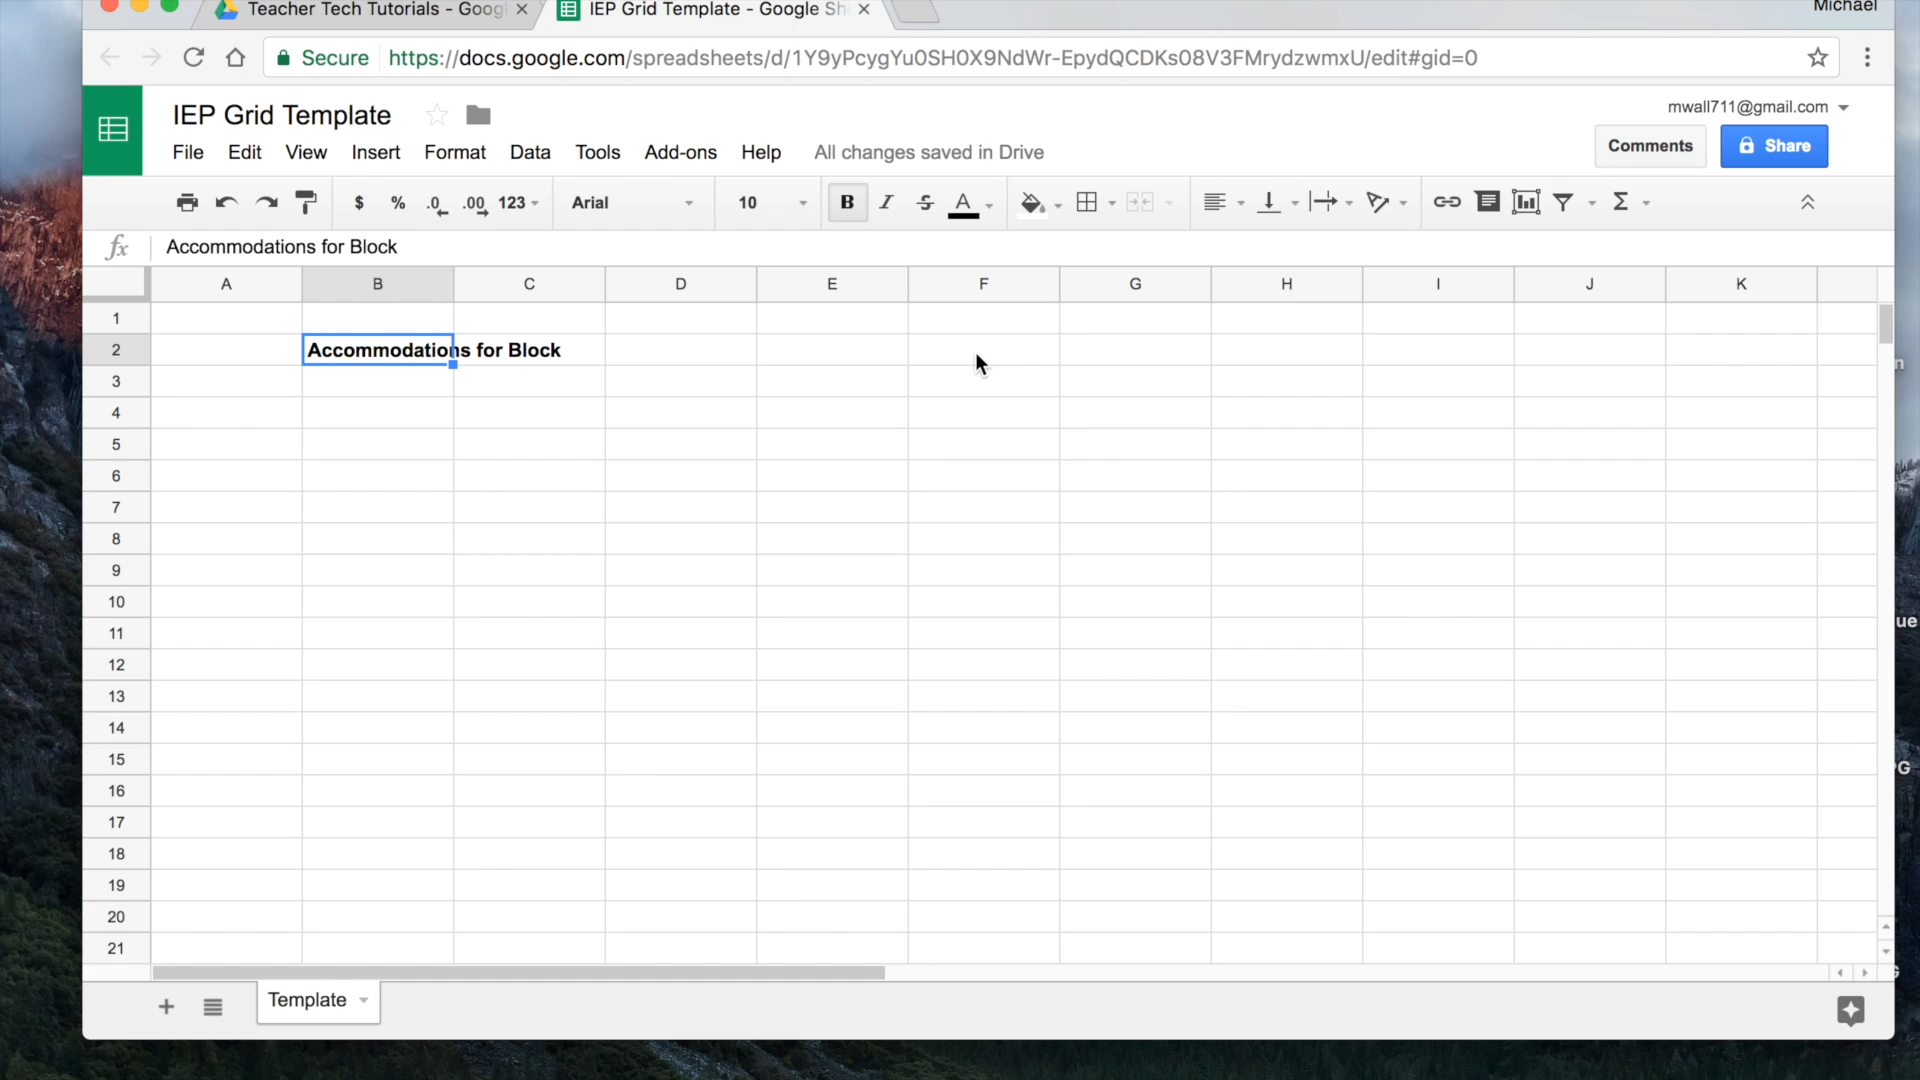 Michael
Teacher Tech Tutorials - Googl
IEP Grid Template - Google Sh
Secure
https://docs.google.com/spreadsheets/d/1Y9yPcygYu0SH0X9NdWr-EpydQCDKs08V3FMrydzwmxU/edit#gid=0
IEP Grid Template
mwall711@gmail.com
File Edit View Insert Format Data Tools Add-ons Help All changes saved in Drive
Comments Share
$ % .0 .00 123 Arial 10 B I S A Σ
fx Accommodations for Block
A B C D E F G H I J K
1
2 Accommodations for Block
3
4
5
6
7
8
9
10
11
12
13
14
15
16
17
18
19
20
21
n
ue
G
Template